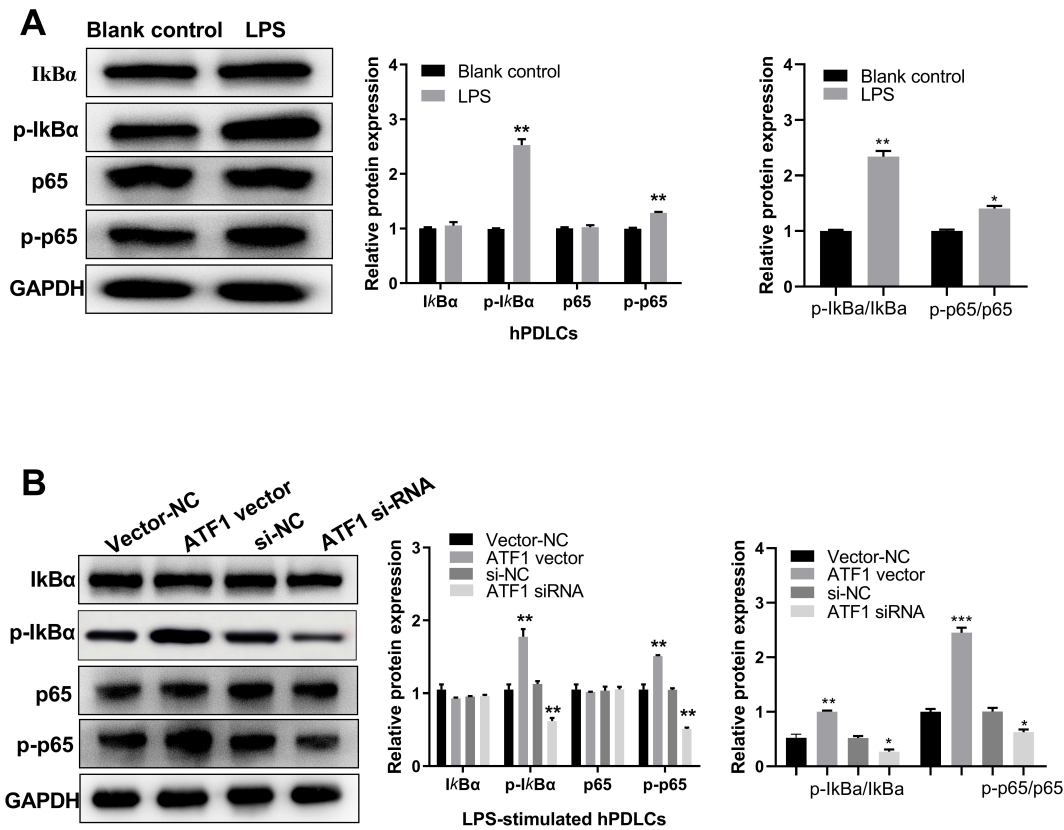 A
Blank control LPS
IkBα
p-IkBα
p65
p-p65
GAPDH
Relative protein expression
4
3
2
1
0
Blank control
LPS
**
**
IkBα p-IkBα p65 p-p65
hPDLCs
Relative protein expression
4
3
2
1
0
Blank control
LPS
**
*
p-IkBa/IkBa p-p65/p65
B
Vector-NC ATF1 vector si-NC ATF1 si-RNA
IkBα
p-IkBα
p65
p-p65
GAPDH
Relative protein expression
3
2
1
0
Vector-NC
ATF1 vector
si-NC
ATF1 siRNA
**
**
**
**
IkBα p-IkBα p65 p-p65
LPS-stimulated hPDLCs
Relative protein expression
4
3
2
1
0
Vector-NC
ATF1 vector
si-NC
ATF1 siRNA
**
*
***
*
p-IkBa/IkBa p-p65/p65